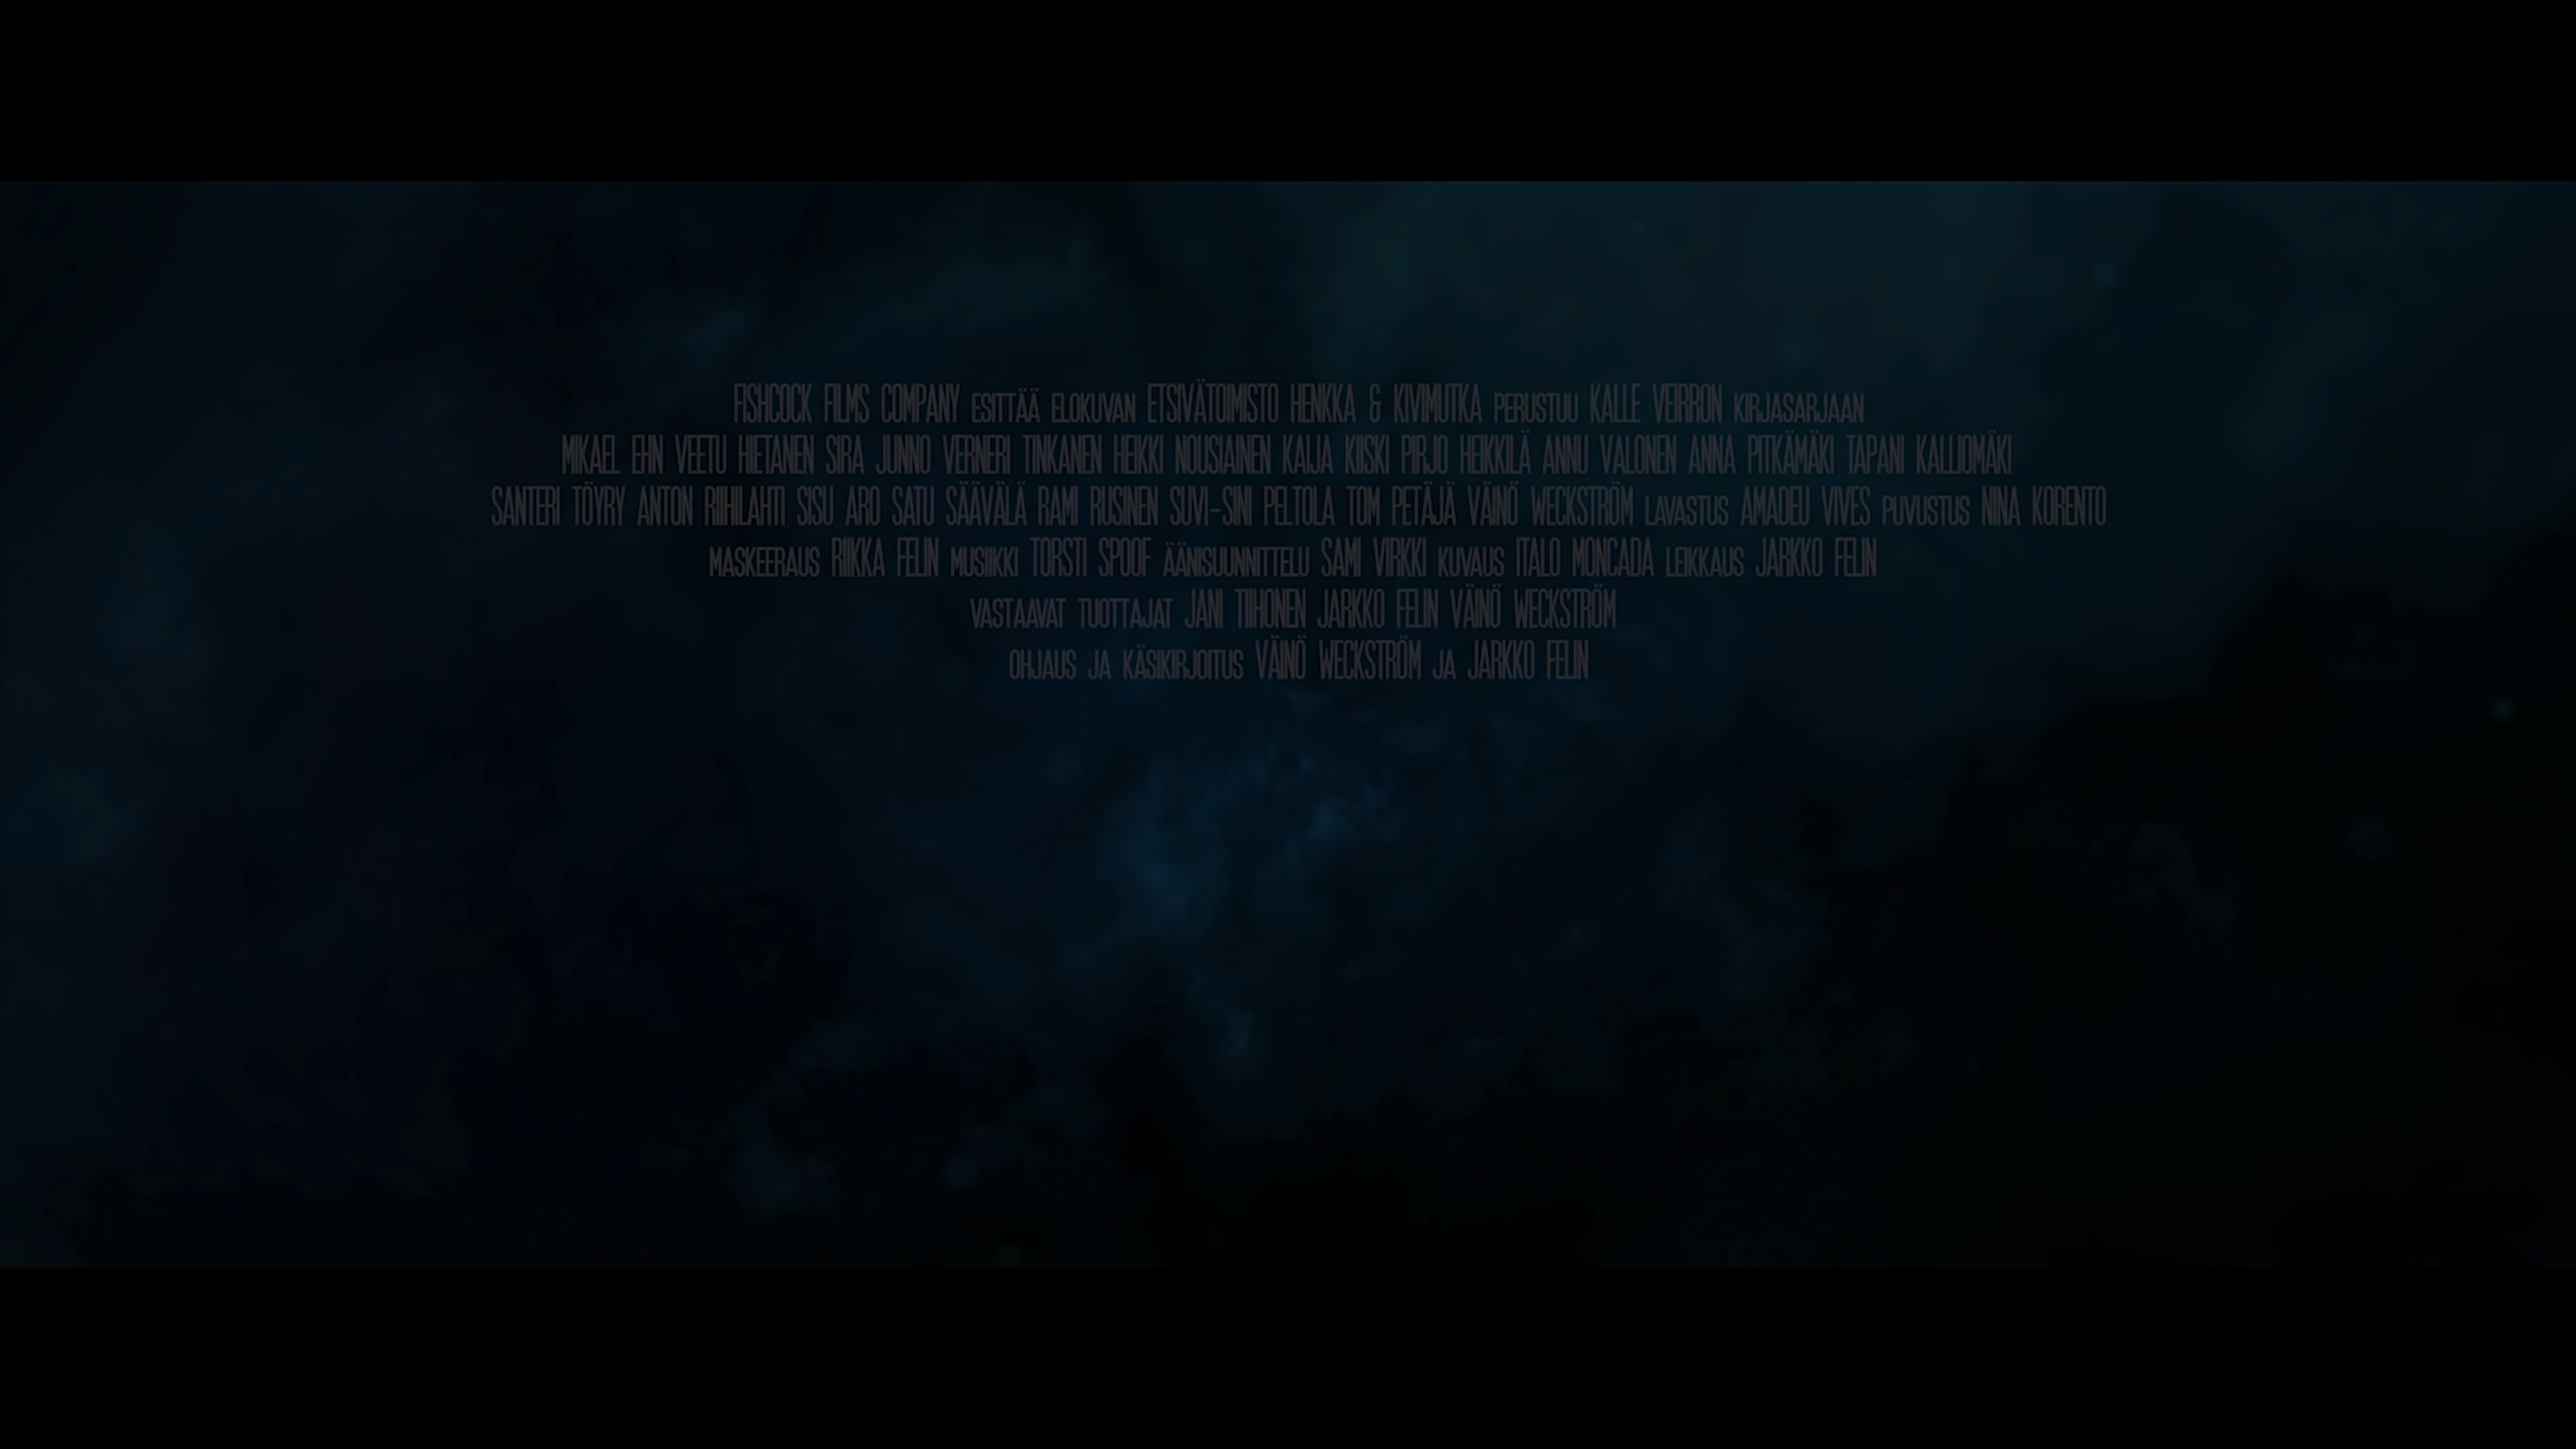 FISHCOCK FILMS COMPANY ESITTÄÄ ELOKUVAN ETSIVÄTOIMISTO HENKKA & KIVIMUTKA PERUSTUU KALLE VEIRRON KIRJASARJAAN
MIKAEL EHN VEETU HIETANEN SIRA JUNNO VERNERI TINKANEN HEIKKI NOUSIAINEN KAIJA KIISKI PIRJO HEIKKILÄ ANNU VALONEN ANNA PITKÄMÄKI TAPANI KALLIOMÄKI
SANTERI TÖYRY ANTON RIIHILAHTI SISU ARO SATU SÄÄVÄLÄ RAMI RUSINEN SUVI-SINI PELTOLA TOM PETÄJÄ VÄINÖ WECKSTRÖM LAVASTUS AMADEU VIVES PUVUSTUS NINA KORENTO
MASKEERAUS RIIKKA FELIN MUSIIKKI TORSTI SPOOF ÄÄNISUUNNITTELU SAMI VIRKKI KUVAUS ITALO MONCADA LEIKKAUS JARKKO FELIN
VASTAAVAT TUOTTAJAT JANI TIIHONEN JARKKO FELIN VÄINÖ WECKSTRÖM
OHJAUS JA KÄSIKIRJOITUS VÄINÖ WECKSTRÖM JA JARKKO FELIN